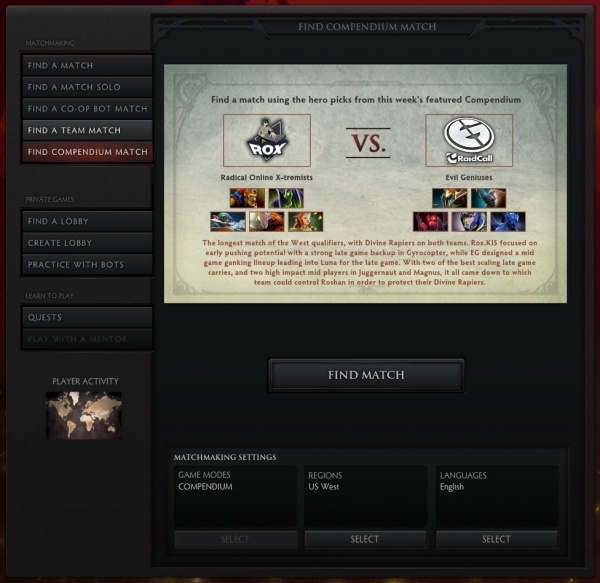 FIND COMPENDIUM MATCH
MATCHMAKING
FIND A MATCH
FIND A MATCH SOLO
FIND A CO-OP BOT MATCH
FIND A TEAM MATCH
FIND COMPENDIUM MATCH
PRIVATE GAMES
FIND A LOBBY
CREATE LOBBY
PRACTICE WITH BOTS
LEARN TO PLAY
QUESTS
PLAY WITH A MENTOR
PLAYER ACTIVITY
Find a match using the hero picks from this week's featured Compendium
ROX
VS.
RaidCall
Radical Online X-tremists
Evil Geniuses
The longest match of the West qualifiers, with Divine Rapiers on both teams. Rox.KIS focused on
early pushing potential with a strong late game backup in Gyrocopter, while EG designed a mid
game ganking lineup leading into Luna for the late game. With two of the best scaling late game
carries, and two high impact mid players in Juggernaut and Magnus, it all came down to which
team could control Roshan in order to protect their Divine Rapiers.
FIND MATCH
MATCHMAKING SETTINGS
GAME MODES
COMPENDIUM
SELECT
REGIONS
US West
SELECT
LANGUAGES
English
SELECT